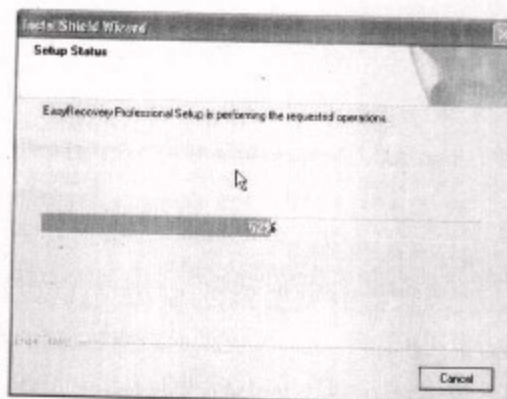 InstallShield Wizard
Setup Status
EasyRecovery Professional Setup is performing the requested operations.
Cancel